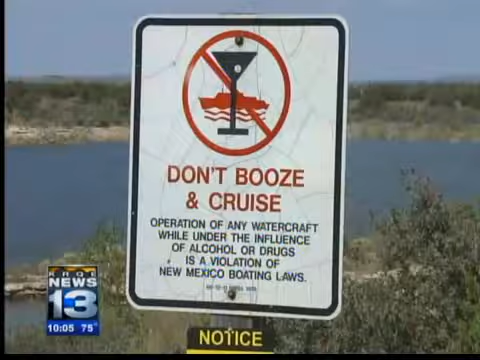 DON'T BOOZE
& CRUISE
OPERATION OF ANY WATERCRAFT
WHILE UNDER THE INFLUENCE
OF ALCOHOL OR DRUGS
IS A VIOLATION OF
NEW MEXICO BOATING LAWS.
NOTICE
KRQE
NEWS
13
10:05 75°